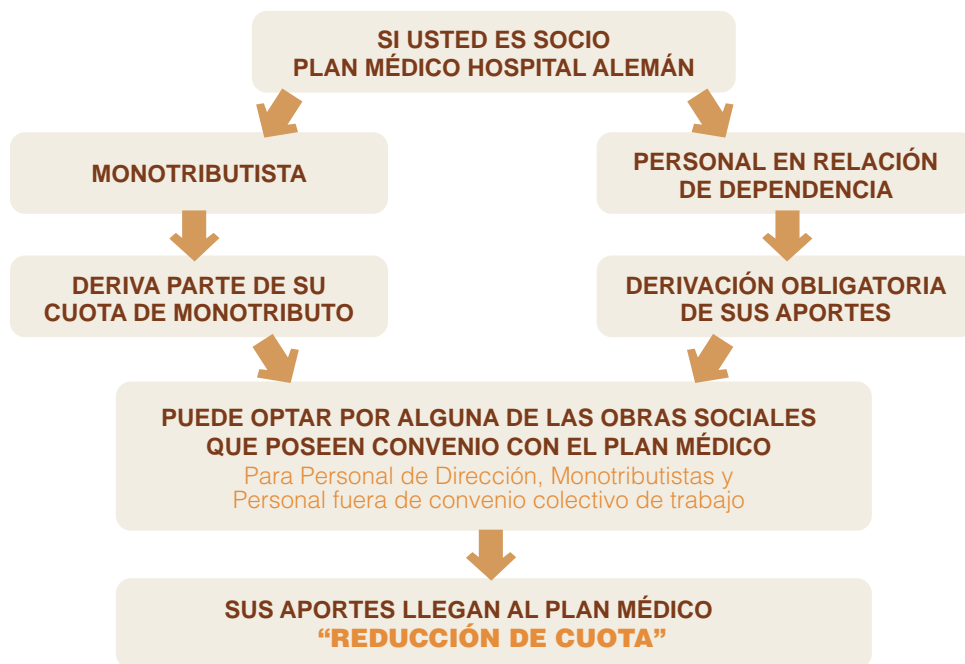 SI USTED ES SOCIO
PLAN MÉDICO HOSPITAL ALEMÁN
MONOTRIBUTISTA
PERSONAL EN RELACIÓN
DE DEPENDENCIA
DERIVA PARTE DE SU
CUOTA DE MONOTRIBUTO
DERIVACIÓN OBLIGATORIA
DE SUS APORTES
PUEDE OPTAR POR ALGUNA DE LAS OBRAS SOCIALES
QUE POSEEN CONVENIO CON EL PLAN MÉDICO
Para Personal de Dirección, Monotributistas y
Personal fuera de convenio colectivo de trabajo
SUS APORTES LLEGAN AL PLAN MÉDICO
“REDUCCIÓN DE CUOTA”